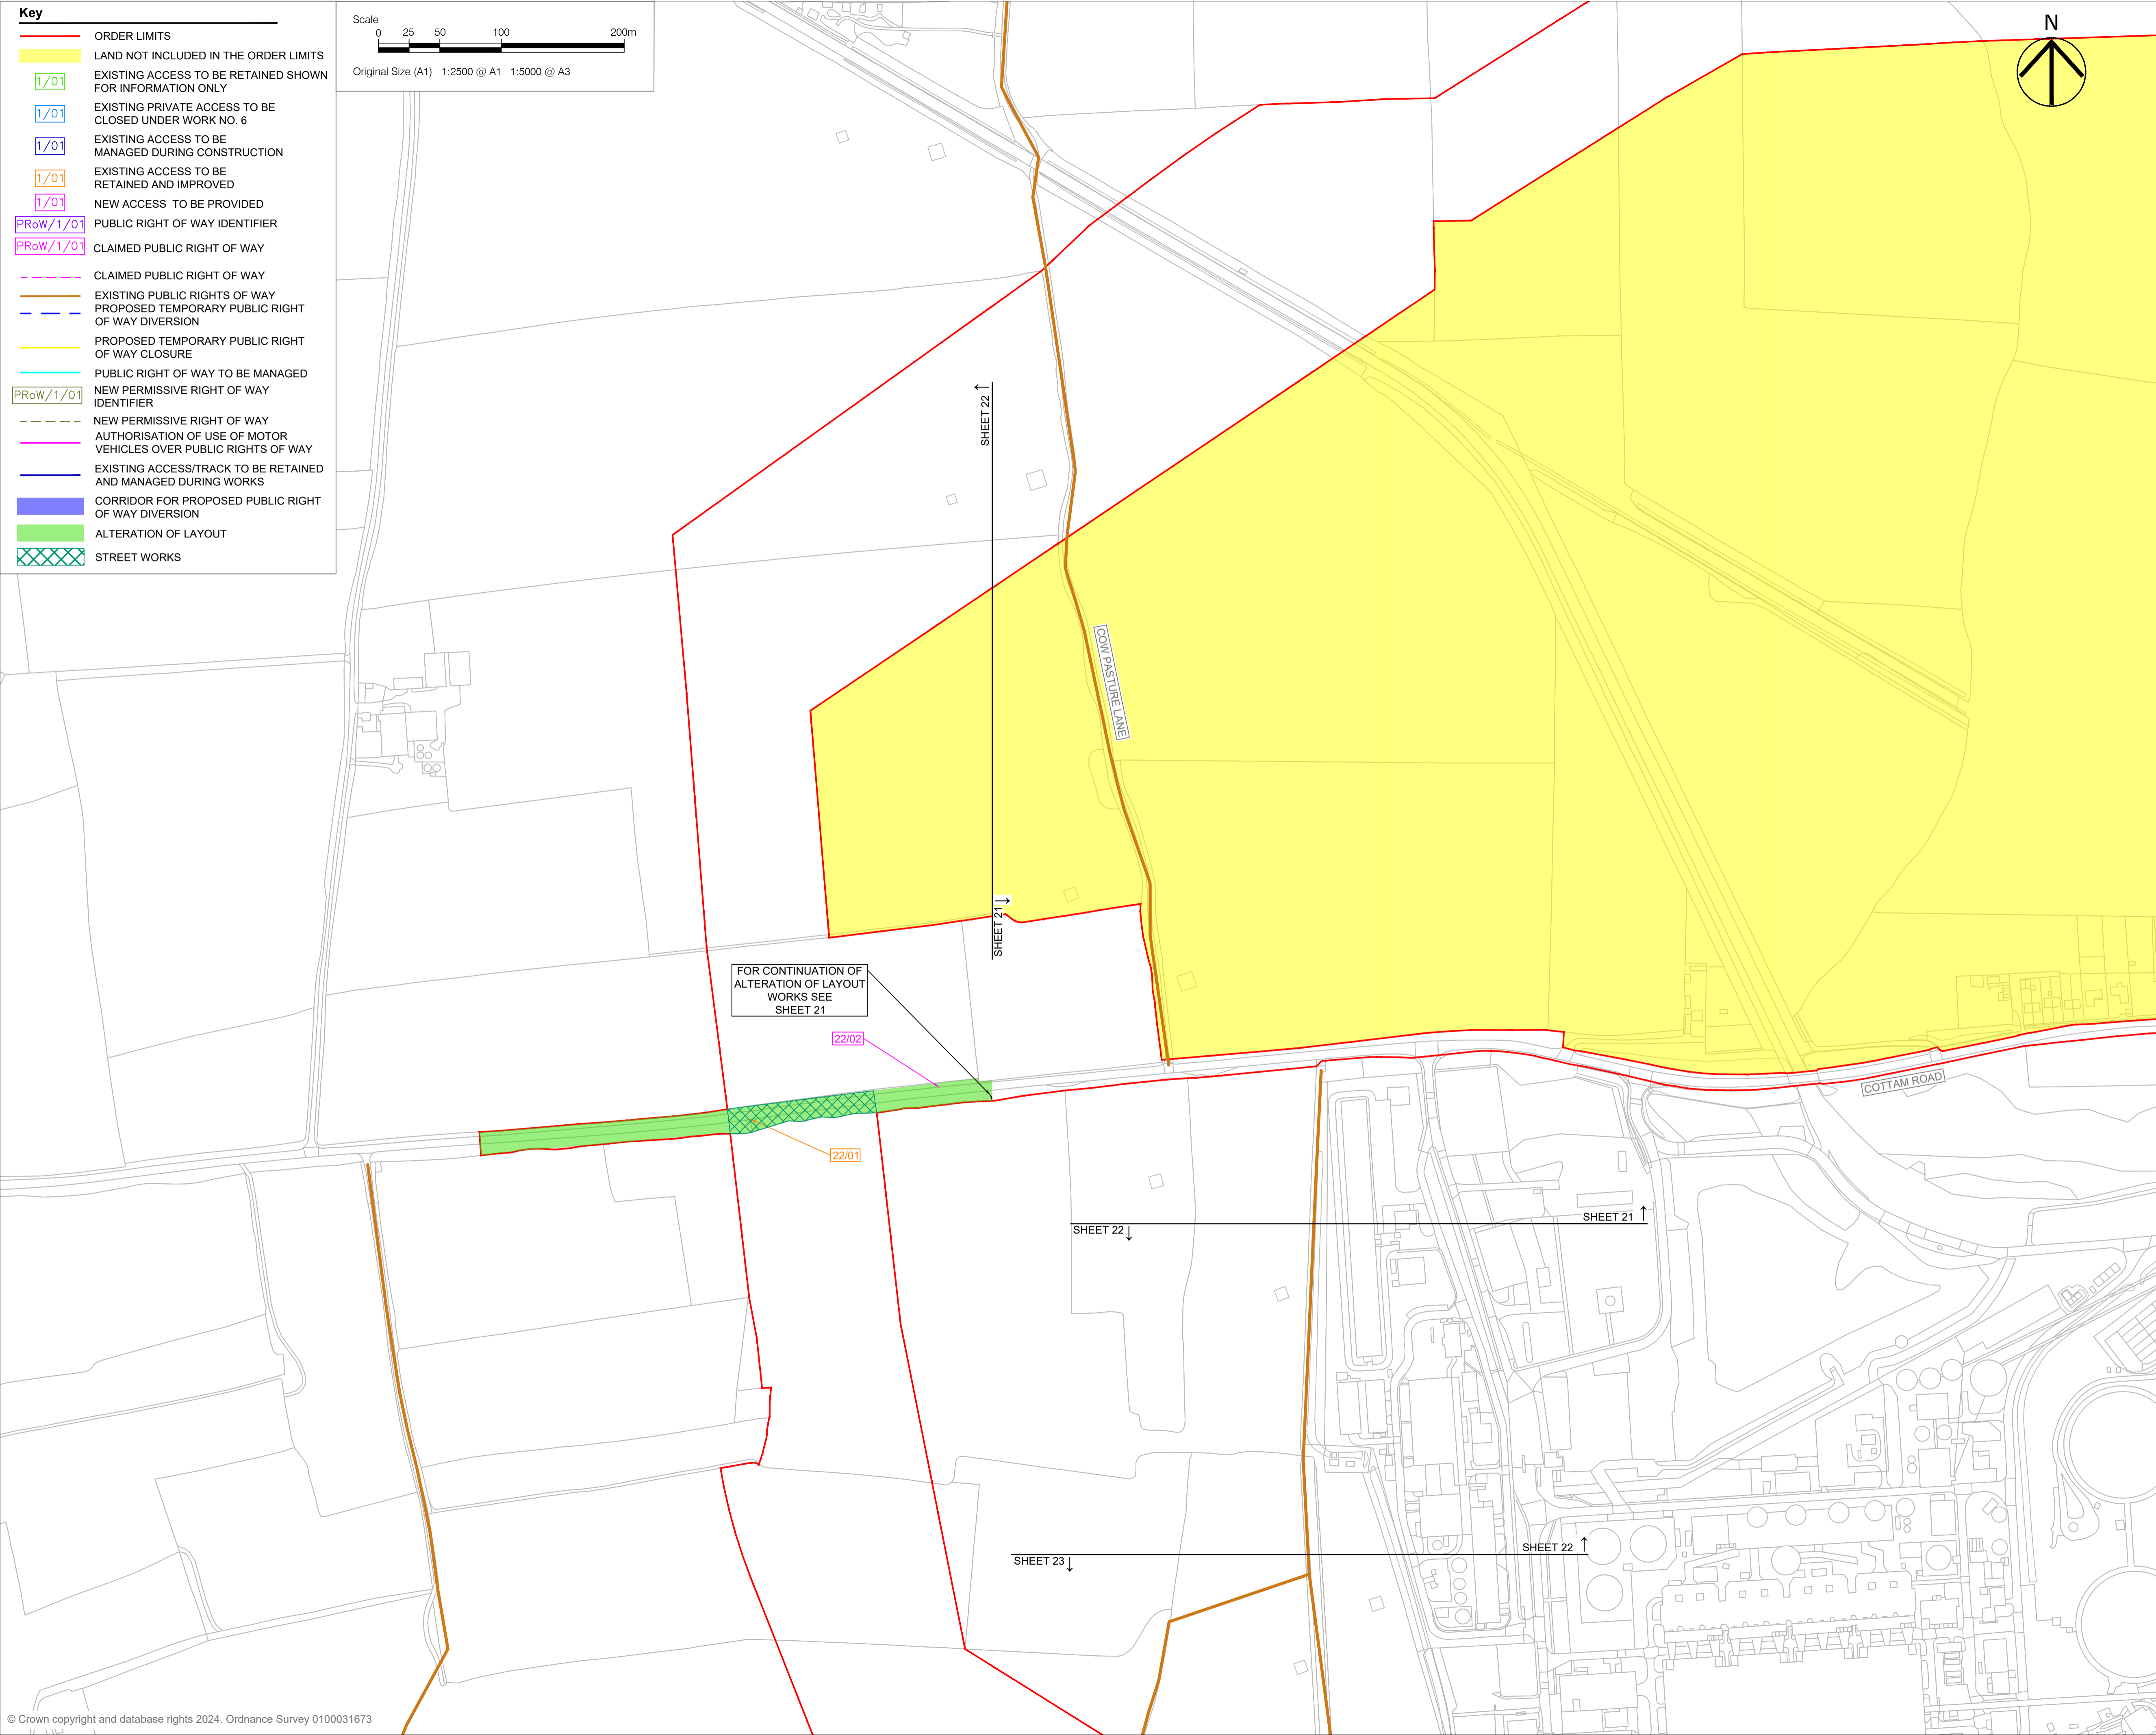 Key
ORDER LIMITS
LAND NOT INCLUDED IN THE ORDER LIMITS
1/01
EXISTING ACCESS TO BE RETAINED SHOWN
FOR INFORMATION ONLY
1/01
EXISTING PRIVATE ACCESS TO BE
CLOSED UNDER WORK NO. 6
1/01
EXISTING ACCESS TO BE
MANAGED DURING CONSTRUCTION
1/01
EXISTING ACCESS TO BE
RETAINED AND IMPROVED
1/01
NEW ACCESS TO BE PROVIDED
PRoW/1/01
PUBLIC RIGHT OF WAY IDENTIFIER
PRoW/1/01
CLAIMED PUBLIC RIGHT OF WAY
CLAIMED PUBLIC RIGHT OF WAY
EXISTING PUBLIC RIGHTS OF WAY
PROPOSED TEMPORARY PUBLIC RIGHT
OF WAY DIVERSION
PROPOSED TEMPORARY PUBLIC RIGHT
OF WAY CLOSURE
PUBLIC RIGHT OF WAY TO BE MANAGED
PRoW/1/01
NEW PERMISSIVE RIGHT OF WAY
IDENTIFIER
NEW PERMISSIVE RIGHT OF WAY
AUTHORISATION OF USE OF MOTOR
VEHICLES OVER PUBLIC RIGHTS OF WAY
EXISTING ACCESS/TRACK TO BE RETAINED
AND MANAGED DURING WORKS
CORRIDOR FOR PROPOSED PUBLIC RIGHT
OF WAY DIVERSION
ALTERATION OF LAYOUT
STREET WORKS
Scale
0 25 50 100 200m
Original Size (A1) 1:2500 @ A1 1:5000 @ A3
N
SHEET 22
COW PASTURE LANE
SHEET 21
FOR CONTINUATION OF
ALTERATION OF LAYOUT
WORKS SEE
SHEET 21
22/02
22/01
COTTAM ROAD
SHEET 21
SHEET 22
SHEET 22
SHEET 23
© Crown copyright and database rights 2024. Ordnance Survey 0100031673